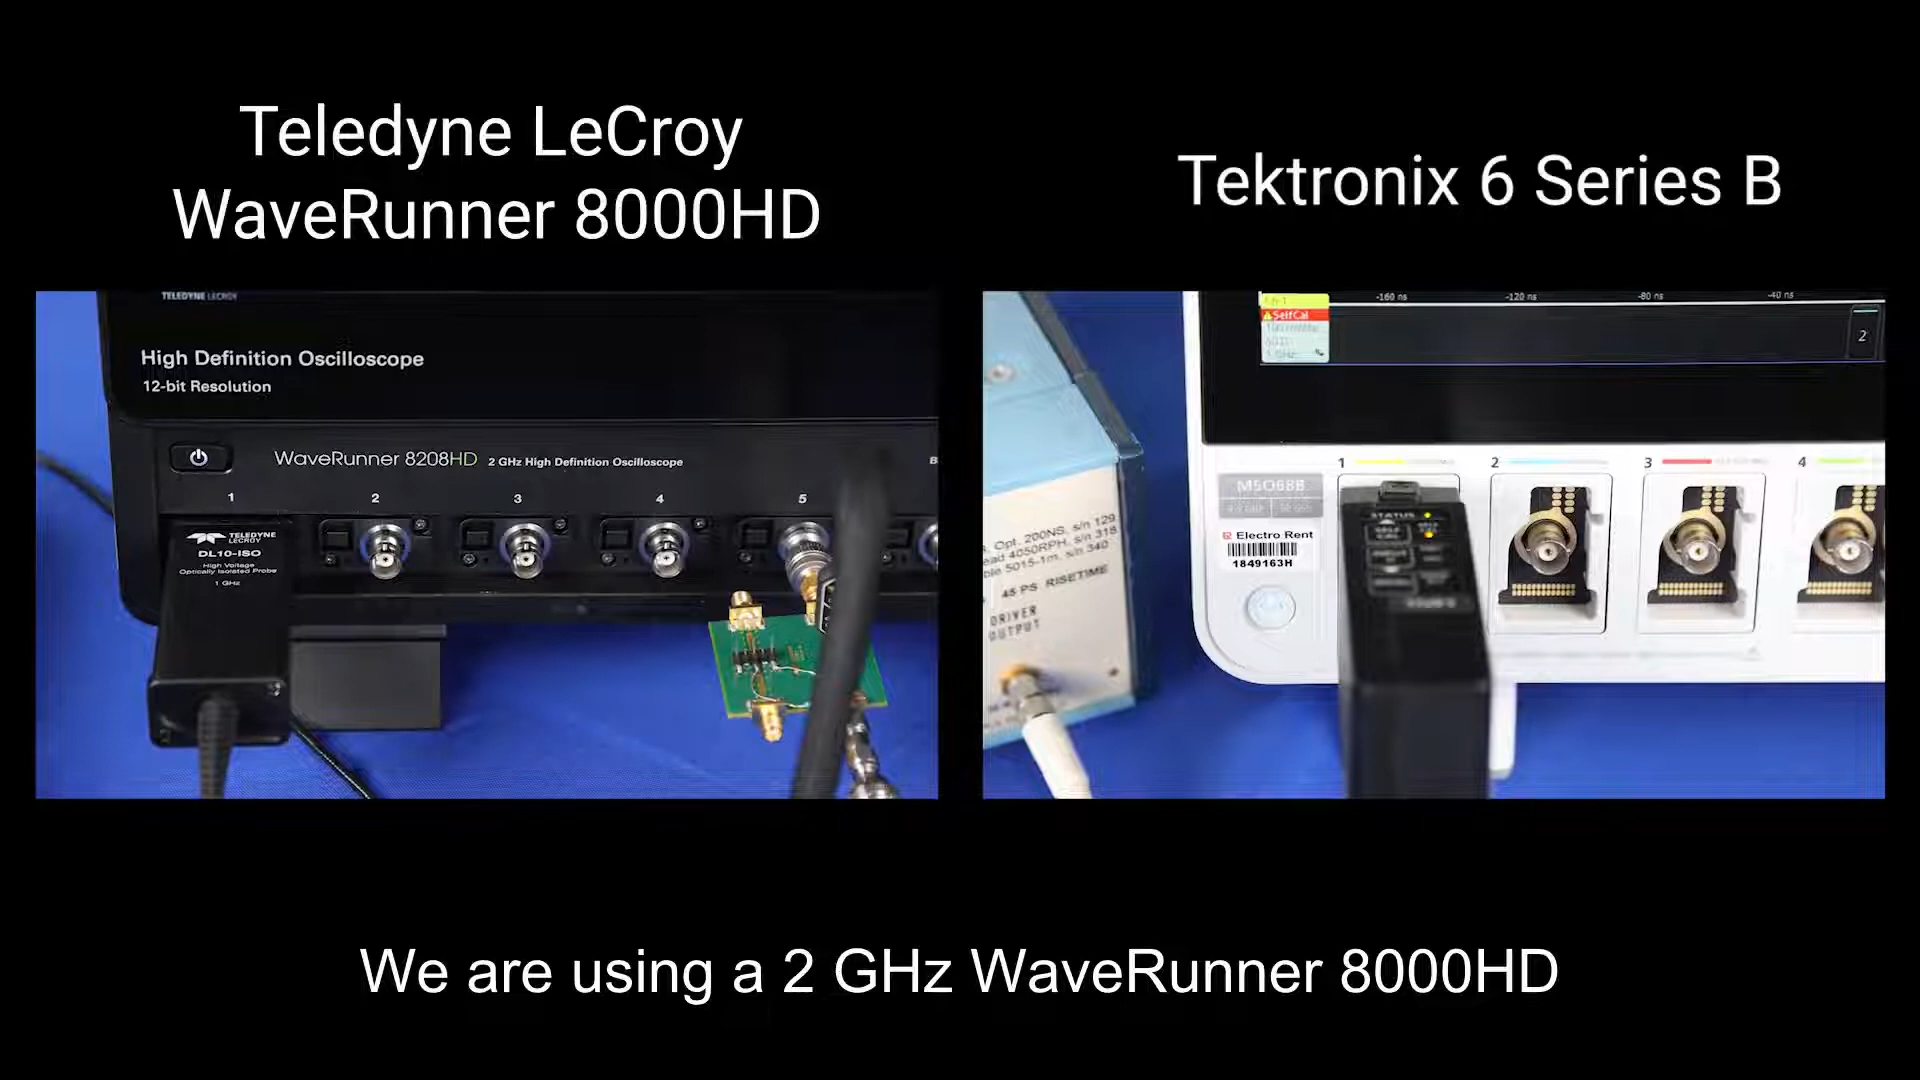 Teledyne LeCroy
WaveRunner 8000HD
Tektronix 6 Series B
TELEDYNE LECROY
High Definition Oscilloscope
12-bit Resolution
WaveRunner 8208HD 2 GHz High Definition Oscilloscope
1 2 3 4 5
TELEDYNE
LECROY
DL10-ISO
High Voltage
Optically Isolated Probe
1 GHz
-160 ns -120 ns -80 ns -40 ns
SelfCal
1 GHz
2
1 2 3 4
MSO68B
STATUS
Electro Rent
1849163H
Opt. 200NS, s/n 129
4050RPH, s/n 318
5015-1m, s/n 340
45 PS RISETIME
DRIVER
OUTPUT
We are using a 2 GHz WaveRunner 8000HD